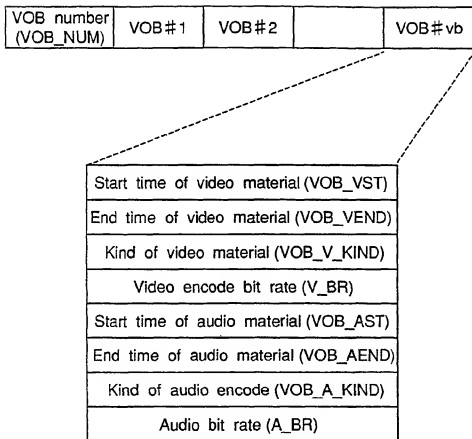 VOB number
(VOB_NUM)
VOB#1
VOB#2
VOB#vb
Start time of video material (VOB_VST)
End time of video material (VOB_VEND)
Kind of video material (VOB_V_KIND)
Video encode bit rate (V_BR)
Start time of audio material (VOB_AST)
End time of audio material (VOB_AEND)
Kind of audio encode (VOB_A_KIND)
Audio bit rate (A_BR)